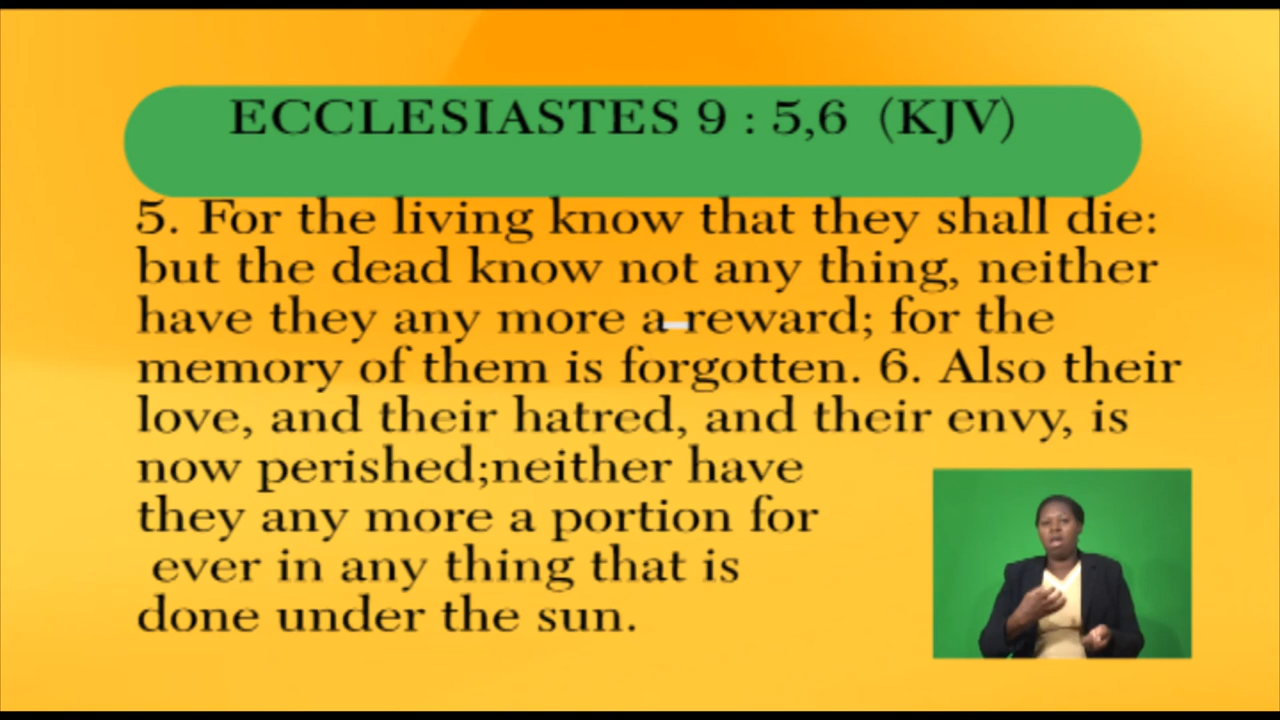 ECCLESIASTES 9 : 5,6 (KJV)
5. For the living know that they shall die:
but the dead know not any thing, neither
have they any more a reward; for the
memory of them is forgotten. 6. Also their
love, and their hatred, and their envy, is
now perished;neither have
they any more a portion for
ever in any thing that is
done under the sun.